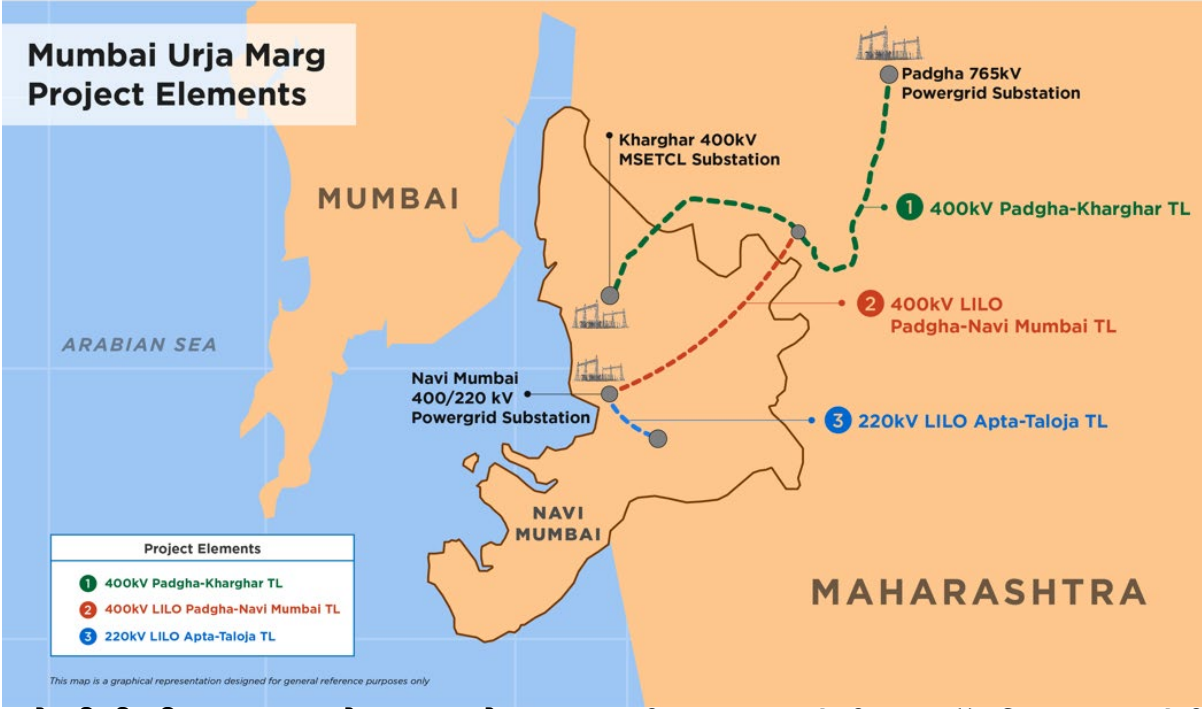 Mumbai Urja Marg
Project Elements
Padgha 765kV
Powergrid Substation
Kharghar 400kV
MSETCL Substation
MUMBAI
1 400kV Padgha-Kharghar TL
2 400kV LILO
Padgha-Navi Mumbai TL
ARABIAN SEA
Navi Mumbai
400/220 kV
Powergrid Substation
3 220kV LILO Apta-Taloja TL
NAVI
MUMBAI
MAHARASHTRA
Project Elements
1 400kV Padgha-Kharghar TL
2 400kV LILO Padgha-Navi Mumbai TL
3 220kV LILO Apta-Taloja TL
This map is a graphical representation designed for general reference purposes only